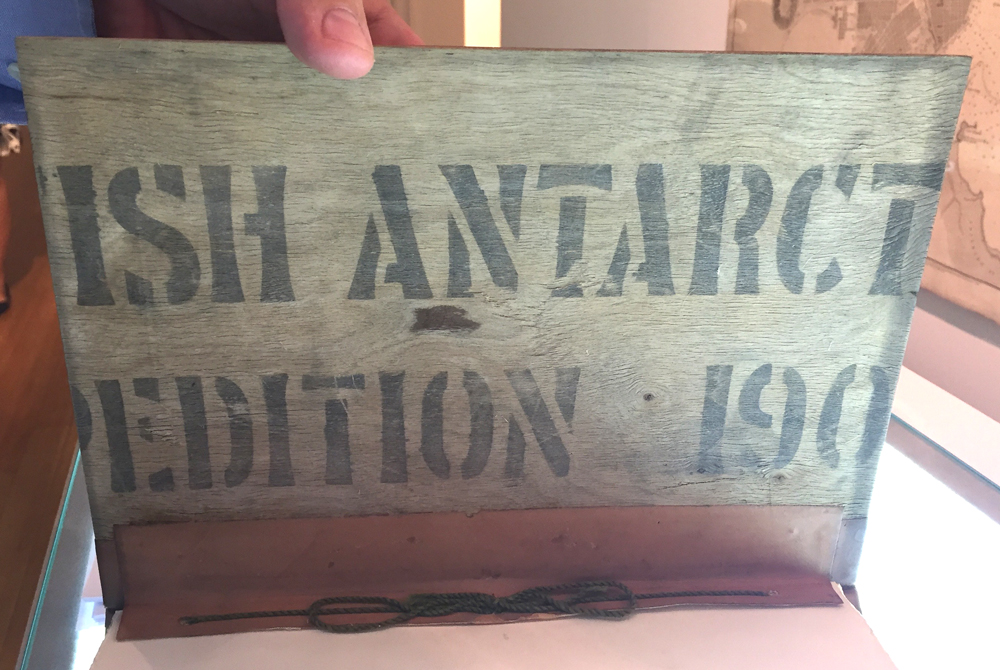 ISH ANTARCT
PEDITION 190